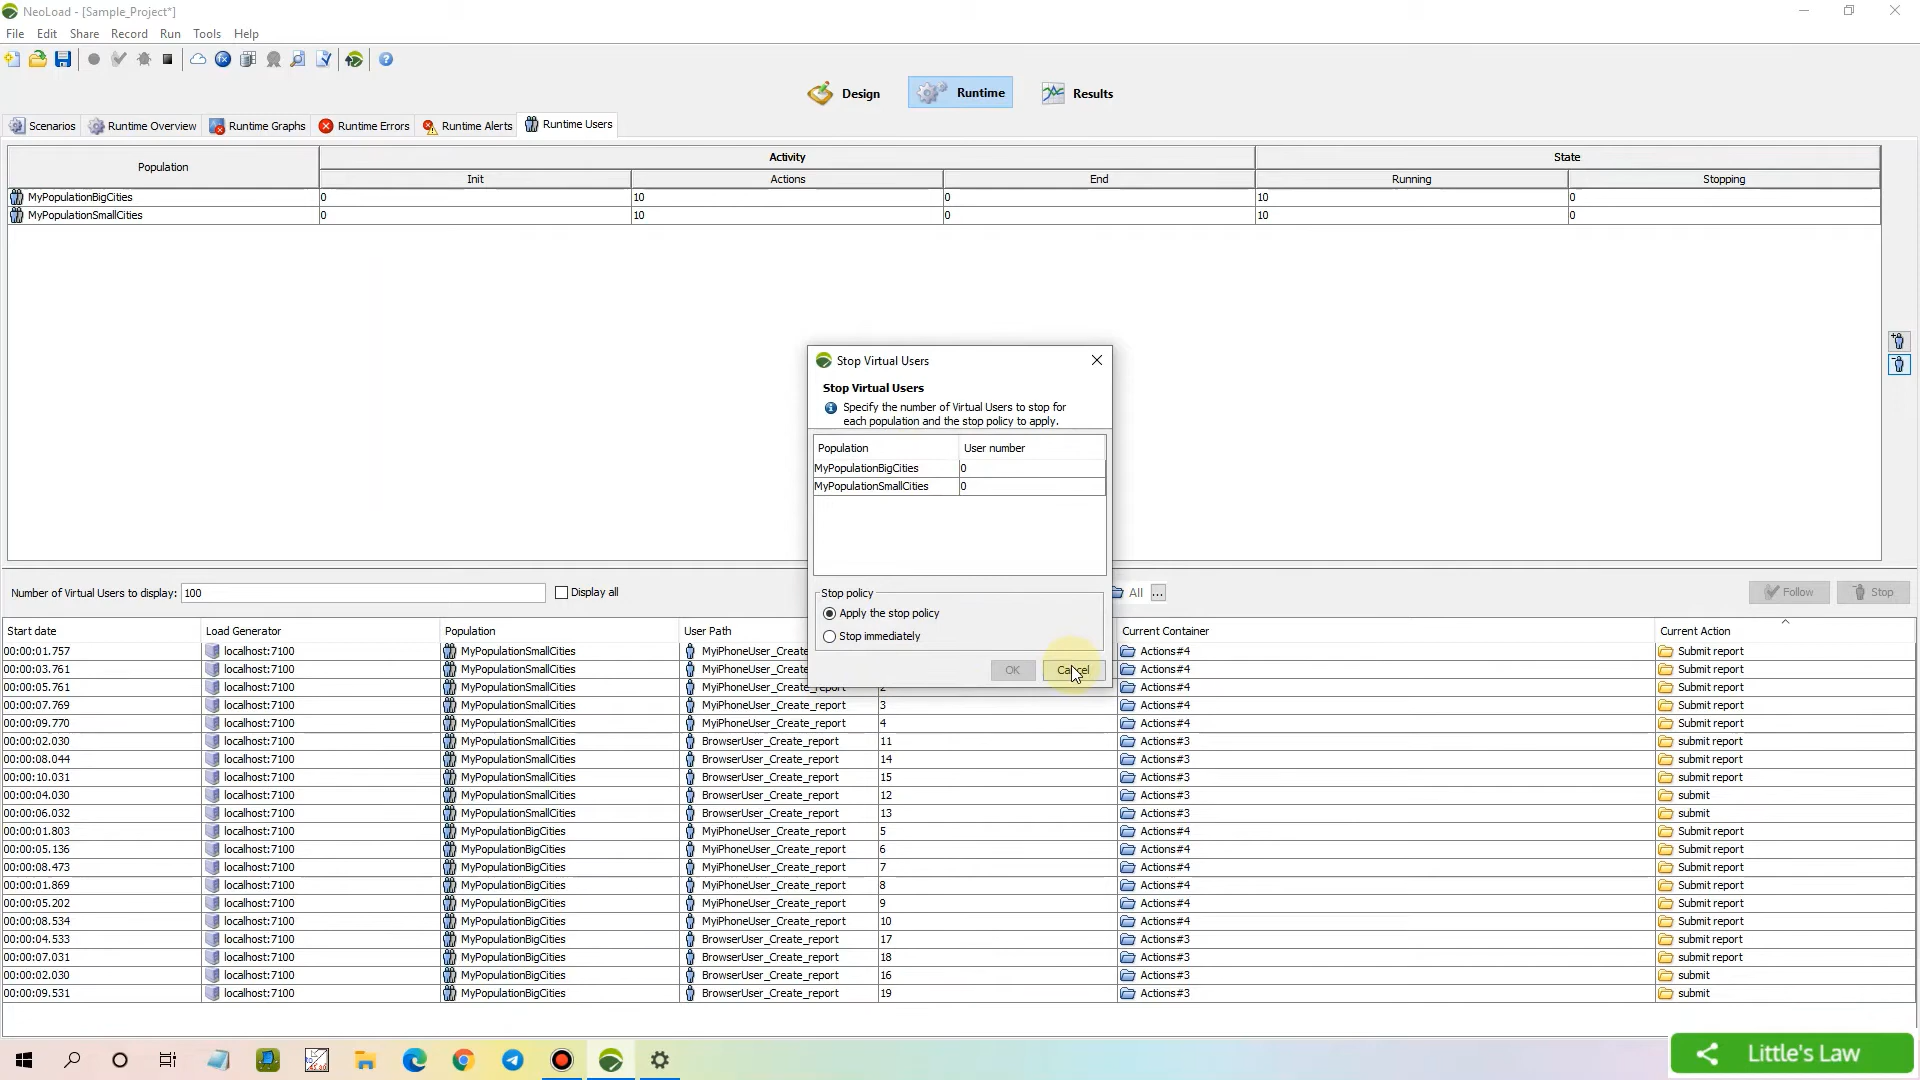 NeoLoad - [Sample_Project*]
File Edit Share Record Run Tools Help
Design Runtime Results
Scenarios Runtime Overview Runtime Graphs Runtime Errors Runtime Alerts Runtime Users
Population Activity State
Init Actions End Running Stopping
MyPopulationBigCities 0 10 0 10 0
MyPopulationSmallCities 0 10 0 10 0
Stop Virtual Users
Stop Virtual Users
Specify the number of Virtual Users to stop for
each population and the stop policy to apply.
Population User number
MyPopulationBigCities 0
MyPopulationSmallCities 0
Stop policy
Apply the stop policy
Stop immediately
OK Cancel
Number of Virtual Users to display: 100 Display all All ... Follow Stop
Start date Load Generator Population User Path Current Container Current Action
00:00:01.757 localhost:7100 MyPopulationSmallCities MyiPhoneUser_Create_ Actions#4 Submit report
00:00:03.761 localhost:7100 MyPopulationSmallCities MyiPhoneUser_Create_ Actions#4 Submit report
00:00:05.761 localhost:7100 MyPopulationSmallCities MyiPhoneUser_Create_report 2 Actions#4 Submit report
00:00:07.769 localhost:7100 MyPopulationSmallCities MyiPhoneUser_Create_report 3 Actions#4 Submit report
00:00:09.770 localhost:7100 MyPopulationSmallCities MyiPhoneUser_Create_report 4 Actions#4 Submit report
00:00:02.030 localhost:7100 MyPopulationSmallCities BrowserUser_Create_report 11 Actions#3 submit report
00:00:08.044 localhost:7100 MyPopulationSmallCities BrowserUser_Create_report 14 Actions#3 submit report
00:00:10.031 localhost:7100 MyPopulationSmallCities BrowserUser_Create_report 15 Actions#3 submit report
00:00:04.030 localhost:7100 MyPopulationSmallCities BrowserUser_Create_report 12 Actions#3 submit
00:00:06.032 localhost:7100 MyPopulationSmallCities BrowserUser_Create_report 13 Actions#3 submit
00:00:01.803 localhost:7100 MyPopulationBigCities MyiPhoneUser_Create_report 5 Actions#4 Submit report
00:00:05.136 localhost:7100 MyPopulationBigCities MyiPhoneUser_Create_report 6 Actions#4 Submit report
00:00:08.473 localhost:7100 MyPopulationBigCities MyiPhoneUser_Create_report 7 Actions#4 Submit report
00:00:01.869 localhost:7100 MyPopulationBigCities MyiPhoneUser_Create_report 8 Actions#4 Submit report
00:00:05.202 localhost:7100 MyPopulationBigCities MyiPhoneUser_Create_report 9 Actions#4 Submit report
00:00:08.534 localhost:7100 MyPopulationBigCities MyiPhoneUser_Create_report 10 Actions#4 Submit report
00:00:04.533 localhost:7100 MyPopulationBigCities BrowserUser_Create_report 17 Actions#3 submit report
00:00:07.031 localhost:7100 MyPopulationBigCities BrowserUser_Create_report 18 Actions#3 submit report
00:00:02.030 localhost:7100 MyPopulationBigCities BrowserUser_Create_report 16 Actions#3 submit
00:00:09.531 localhost:7100 MyPopulationBigCities BrowserUser_Create_report 19 Actions#3 submit
Little's Law